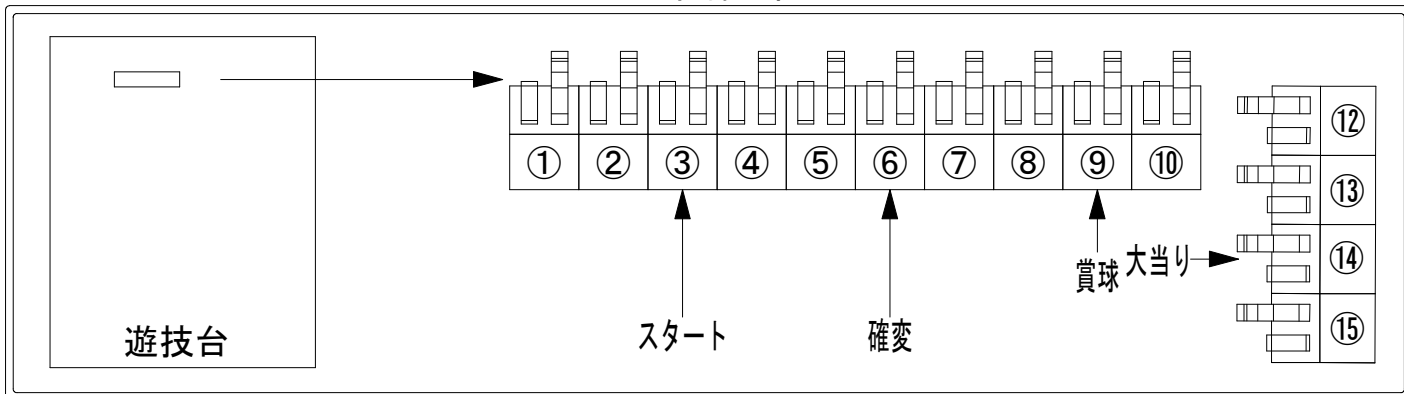 ① ② ③ ④ ⑤ ⑥ ⑦ ⑧ ⑨ ⑩
⑫
⑬
⑭
⑮
スタート
確変
賞球
大当り
遊技台